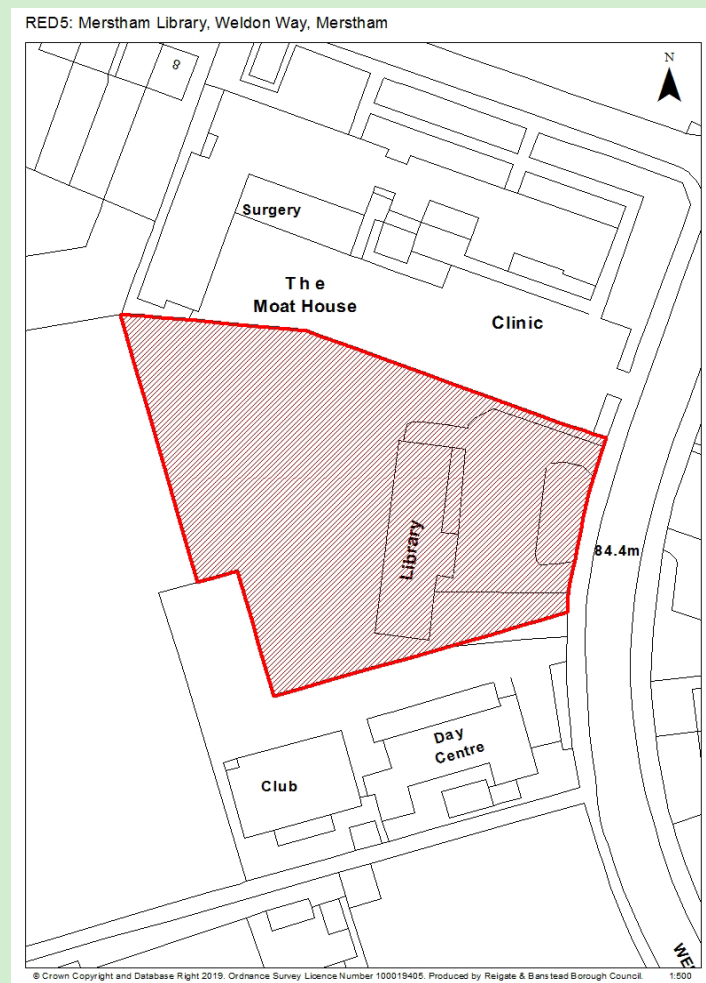 RED5: Merstham Library, Weldon Way, Merstham
N
8
Surgery
The
Moat House
Clinic
84.4m
Library
Day
Centre
Club
WE
© Crown Copyright and Database Right 2019. Ordnance Survey Licence Number 100019405. Produced by Reigate & Banstead Borough Council. 1:500